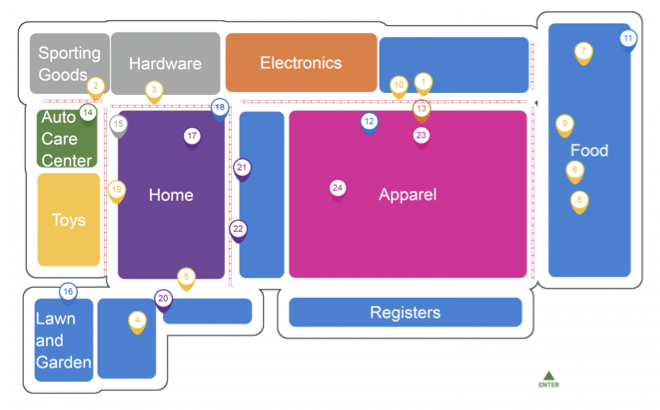 Sporting
Goods
Hardware
Electronics
Auto
Care
Center
Toys
Home
Apparel
Food
Lawn
and
Garden
Registers
ENTER
1
2
3
4
5
6
7
8
9
10
11
12
13
14
15
16
17
18
19
20
21
22
23
24